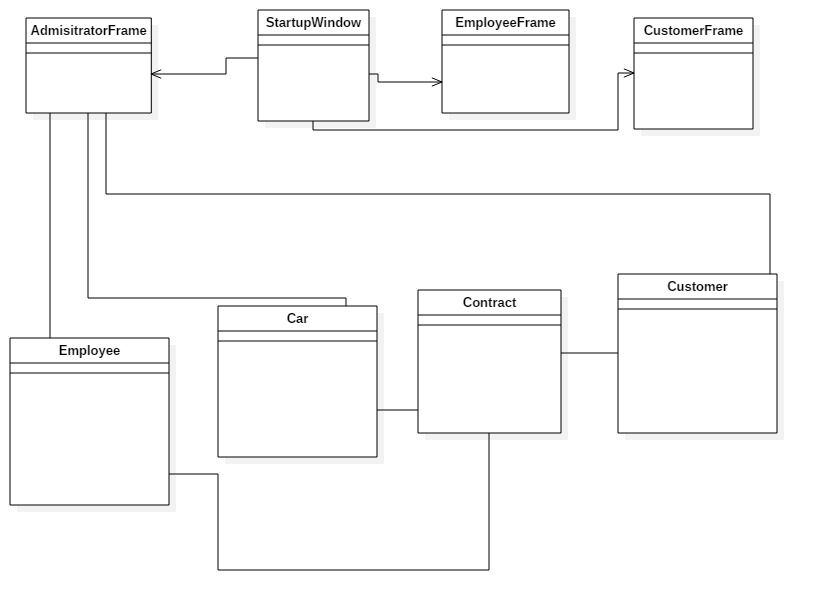 AdmisitratorFrame
StartupWindow
EmployeeFrame
CustomerFrame
Employee
Car
Contract
Customer